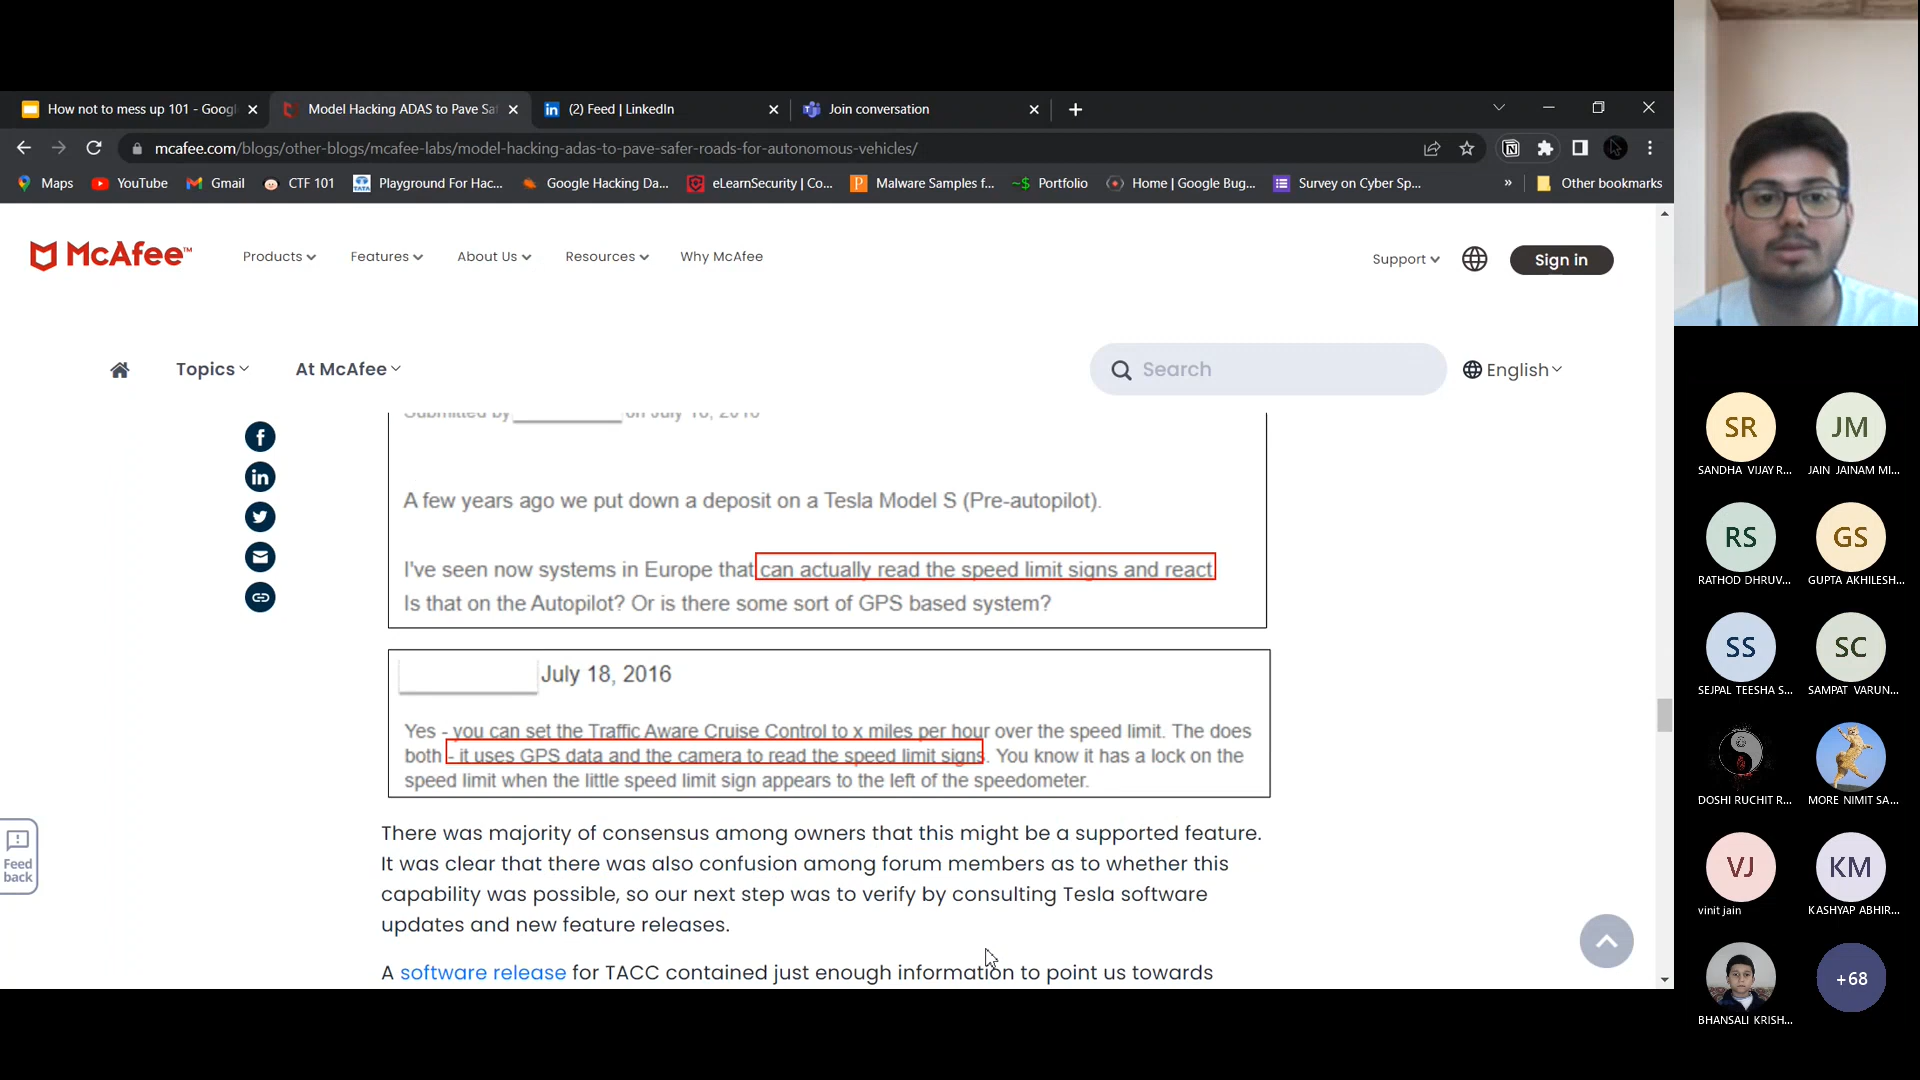 How not to mess up 101 - Goog
Model Hacking ADAS to Pave Sa
(2) Feed | LinkedIn
Join conversation
mcafee.com/blogs/other-blogs/mcafee-labs/model-hacking-adas-to-pave-safer-roads-for-autonomous-vehicles/
Maps
YouTube
Gmail
CTF 101
Playground For Hac...
Google Hacking Da...
eLearnSecurity | Co...
Malware Samples f...
~$ Portfolio
Home | Google Bug...
Survey on Cyber Sp...
»
Other bookmarks
McAfee™
Products
Features
About Us
Resources
Why McAfee
Support
Sign in
Topics
At McAfee
Search
English
Submitted by on July 16, 2016
A few years ago we put down a deposit on a Tesla Model S (Pre-autopilot).
I've seen now systems in Europe that can actually read the speed limit signs and react
Is that on the Autopilot? Or is there some sort of GPS based system?
July 18, 2016
Yes - you can set the Traffic Aware Cruise Control to x miles per hour over the speed limit. The does
both - it uses GPS data and the camera to read the speed limit signs. You know it has a lock on the
speed limit when the little speed limit sign appears to the left of the speedometer.
There was majority of consensus among owners that this might be a supported feature.
It was clear that there was also confusion among forum members as to whether this
capability was possible, so our next step was to verify by consulting Tesla software
updates and new feature releases.
A software release for TACC contained just enough information to point us towards
Feed
back
SR
SANDHA VIJAY R...
JM
JAIN JAINAM MI...
RS
RATHOD DHRUV...
GS
GUPTA AKHILESH...
SS
SEJPAL TEESHA S...
SC
SAMPAT VARUN...
DOSHI RUCHIT R...
MORE NIMIT SA...
VJ
vinit jain
KM
KASHYAP ABHIR...
BHANSALI KRISH...
+68